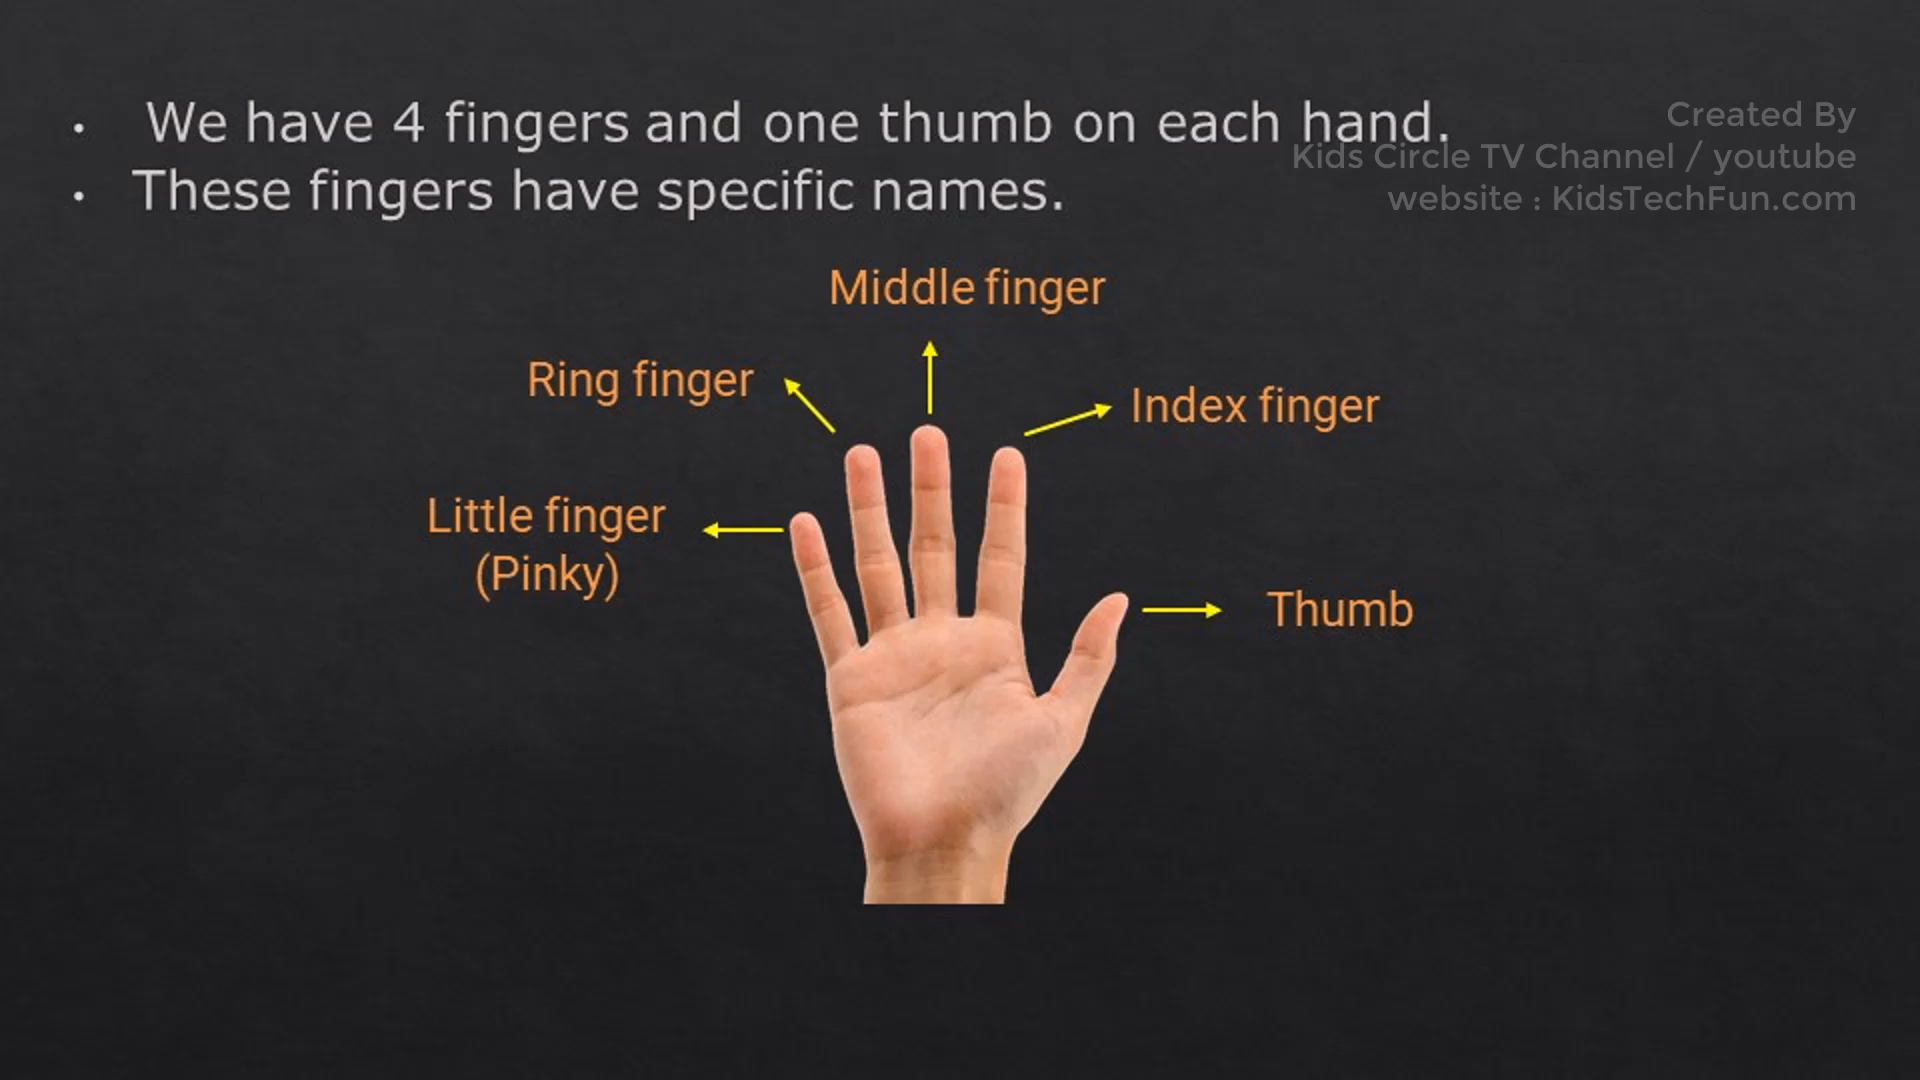 • We have 4 fingers and one thumb on each hand.
• These fingers have specific names.
Created By
Kids Circle TV Channel / youtube
website : KidsTechFun.com
Middle finger
Ring finger
Index finger
Little finger
(Pinky)
Thumb